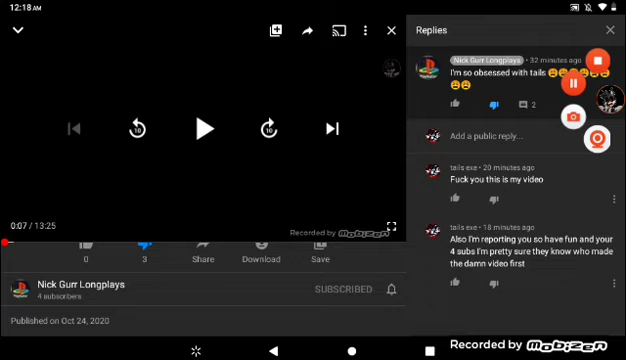 12:18 AM
Replies
Nick Gurr Longplays • 32 minutes ago
I'm so obsessed with tails 😩😩😩😩😩
😩😩
2
Add a public reply...
tails exe • 20 minutes ago
Fuck you this is my video
tails exe • 18 minutes ago
Also I'm reporting you so have fun and your
4 subs I'm pretty sure they know who made
the damn video first
10
10
0:07 / 13:25
Recorded by Mobizen
0
3
Share
Download
Save
Nick Gurr Longplays
4 subscribers
SUBSCRIBED
Published on Oct 24, 2020
Recorded by Mobizen